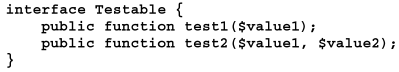 interface Testable {
    public function test1($value1);
    public function test2($value1, $value2);
}